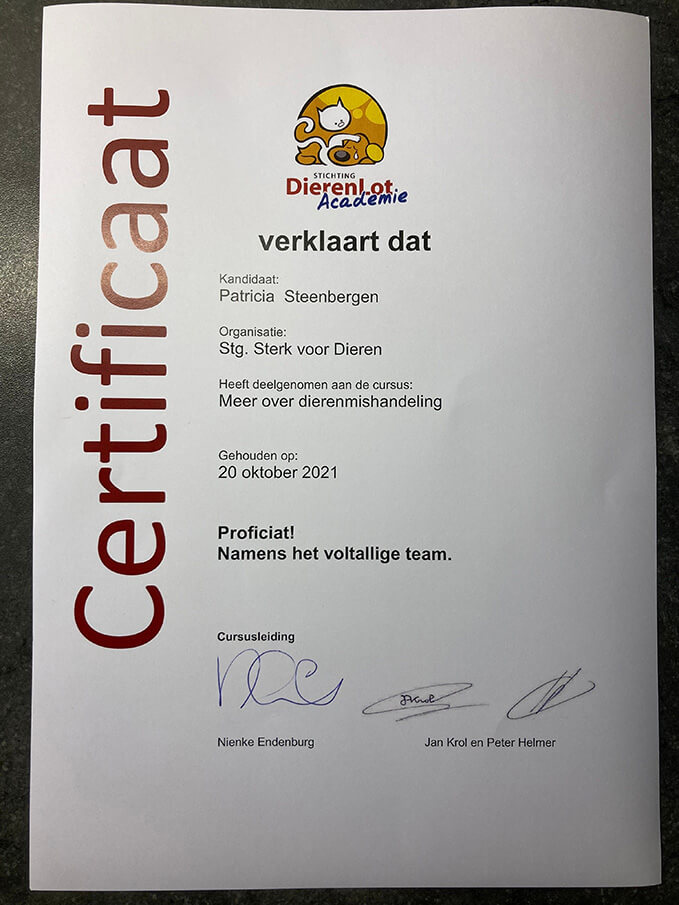 Certificaat
STICHTING
DierenLot
Academie
verklaart dat
Kandidaat:
Patricia Steenbergen
Organisatie:
Stg. Sterk voor Dieren
Heeft deelgenomen aan de cursus:
Meer over dierenmishandeling
Gehouden op:
20 oktober 2021
Proficiat!
Namens het voltallige team.
Cursusleiding
JKrol
Nienke Endenburg
Jan Krol en Peter Helmer